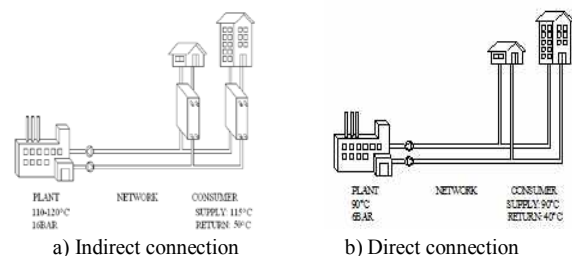 PLANT NETWORK CONSUMER
110-120°C SUPPLY: 115°C
16BAR RETURN: 50°C
a) Indirect connection
PLANT NETWORK CONSUMER
90°C SUPPLY: 90°C
6BAR RETURN: 40°C
b) Direct connection